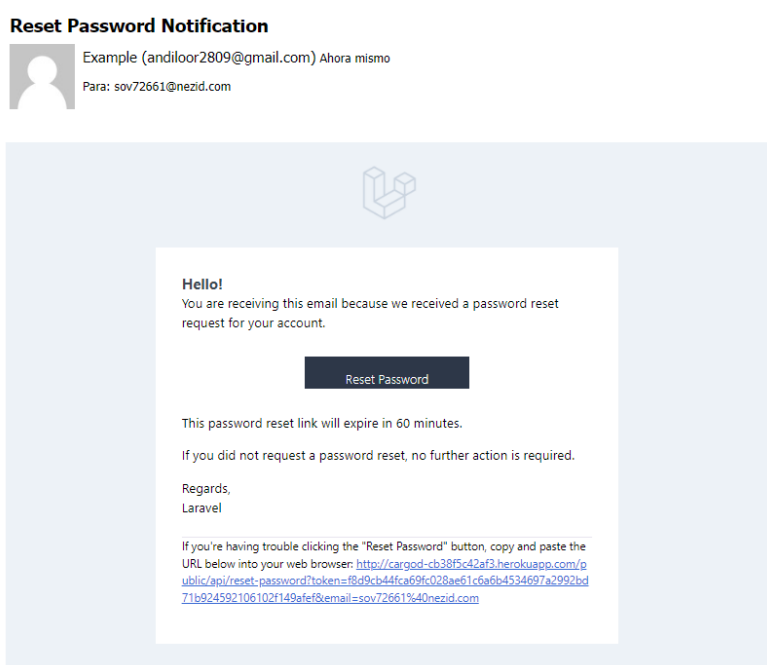 Reset Password Notification
Example (andiloor2809@gmail.com) Ahora mismo
Para: sov72661@nezid.com
Hello!
You are receiving this email because we received a password reset
request for your account.
Reset Password
This password reset link will expire in 60 minutes.
If you did not request a password reset, no further action is required.
Regards,
Laravel
If you're having trouble clicking the "Reset Password" button, copy and paste the
URL below into your web browser: http://cargod-cb38f5c42af3.herokuapp.com/p
ublic/api/reset-password?token=f8d9cb44fca69fc028ae61c6a6b4534697a2992bd
71b924592106102f149afef&email=sov72661%40nezid.com